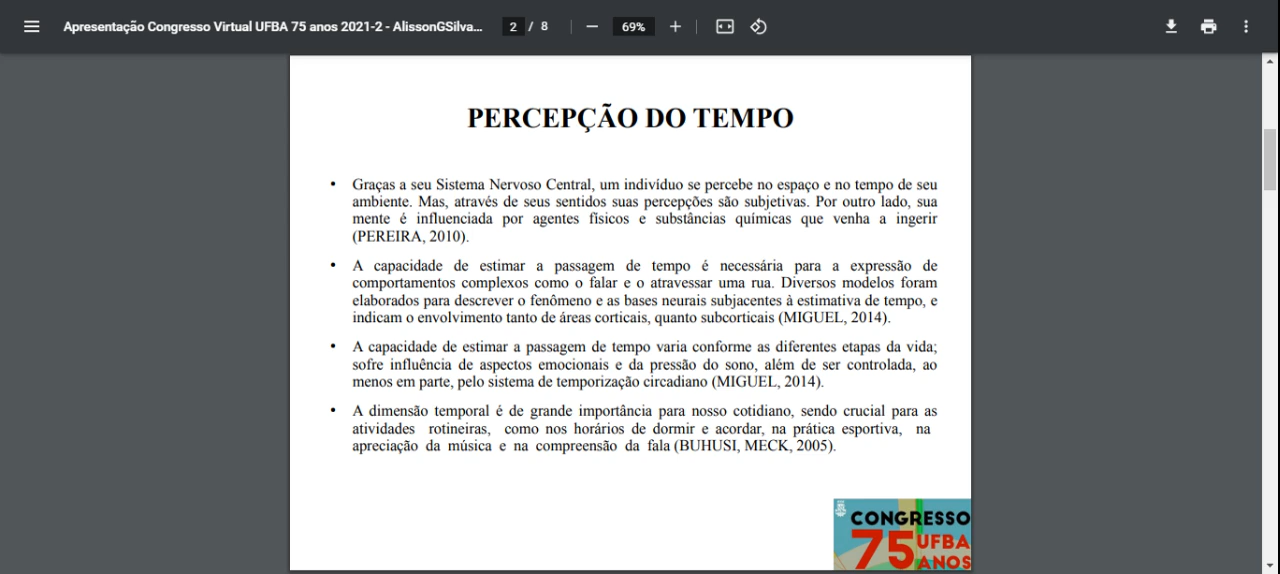 Apresentação Congresso Virtual UFBA 75 anos 2021-2 - AlissonGSilva...
2 / 8
69%
PERCEPÇÃO DO TEMPO
• Graças a seu Sistema Nervoso Central, um indivíduo se percebe no espaço e no tempo de seu
ambiente. Mas, através de seus sentidos suas percepções são subjetivas. Por outro lado, sua
mente é influenciada por agentes físicos e substâncias químicas que venha a ingerir
(PEREIRA, 2010).
• A capacidade de estimar a passagem de tempo é necessária para a expressão de
comportamentos complexos como o falar e o atravessar uma rua. Diversos modelos foram
elaborados para descrever o fenômeno e as bases neurais subjacentes à estimativa de tempo, e
indicam o envolvimento tanto de áreas corticais, quanto subcorticais (MIGUEL, 2014).
• A capacidade de estimar a passagem de tempo varia conforme as diferentes etapas da vida;
sofre influência de aspectos emocionais e da pressão do sono, além de ser controlada, ao
menos em parte, pelo sistema de temporização circadiano (MIGUEL, 2014).
• A dimensão temporal é de grande importância para nosso cotidiano, sendo crucial para as
atividades rotineiras, como nos horários de dormir e acordar, na prática esportiva, na
apreciação da música e na compreensão da fala (BUHUSI, MECK, 2005).
CONGRESSO
75 UFBA
ANOS